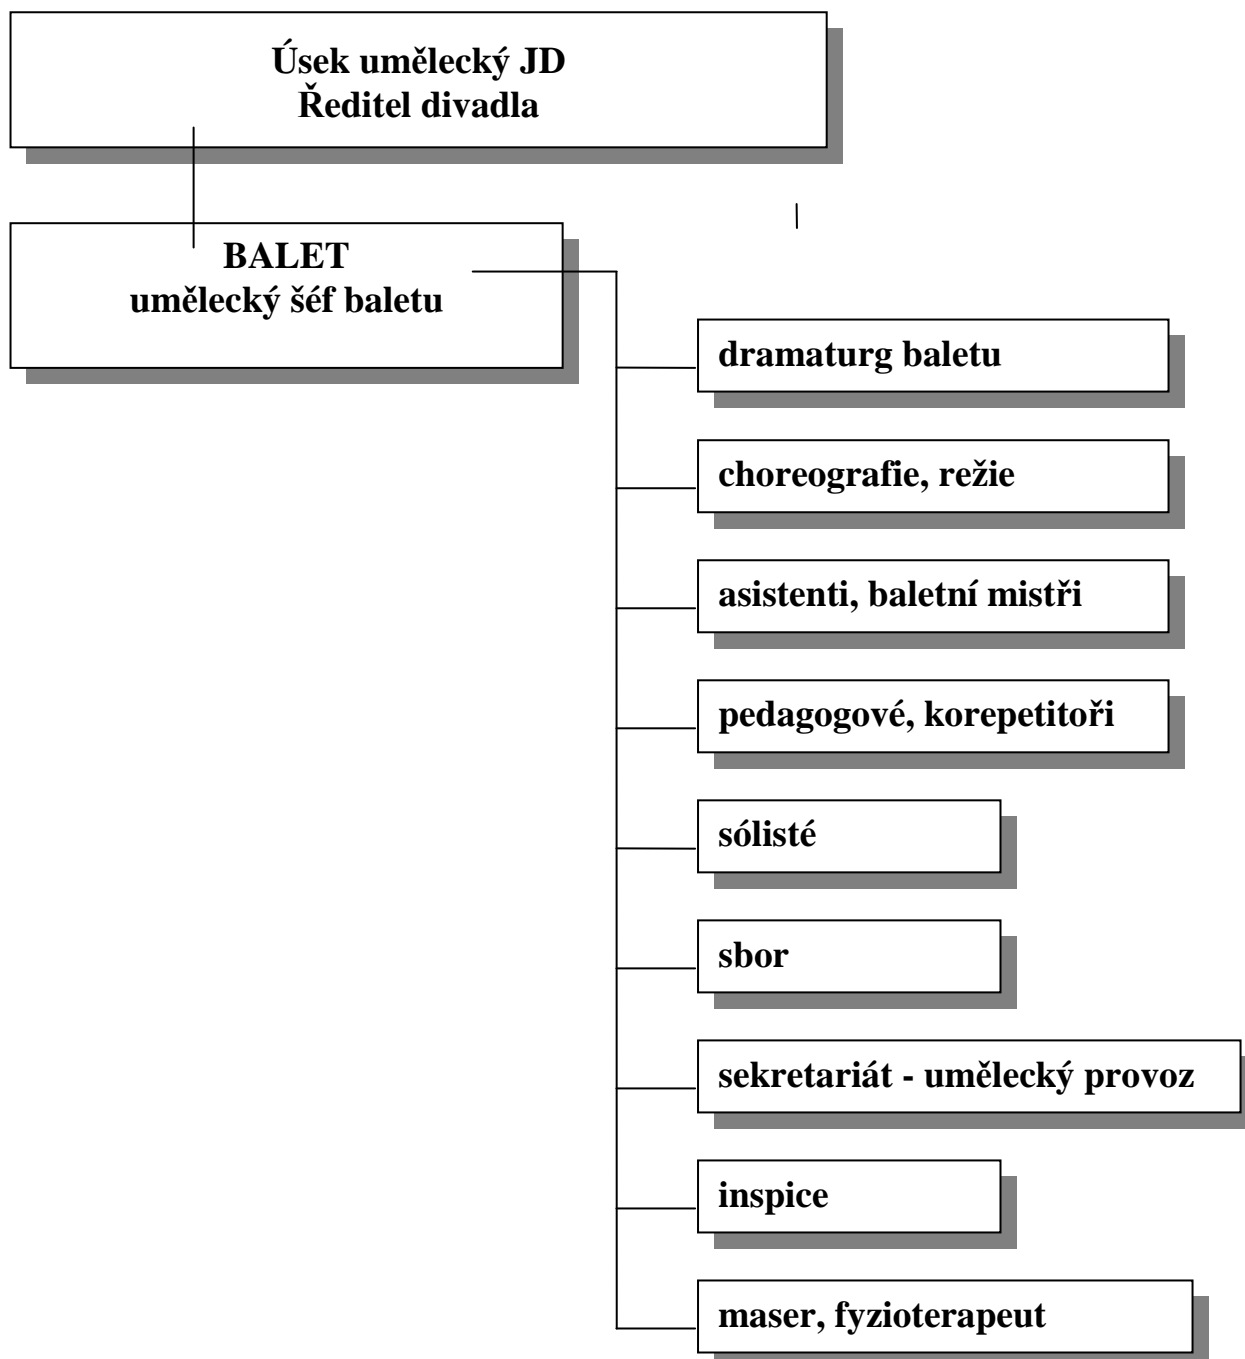 Úsek umělecký JD
Ředitel divadla
BALET
umělecký šéf baletu
dramaturg baletu
choreografie, režie
asistenti, baletní mistři
pedagogové, korepetitoři
sólisté
sbor
sekretariát - umělecký provoz
inspice
maser, fyzioterapeut